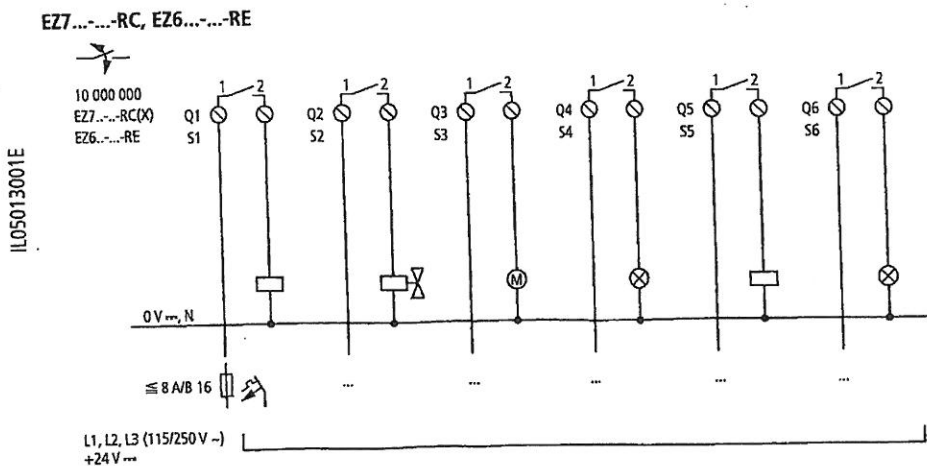 EZ7...-...-RC, EZ6...-...-RE
10 000 000
EZ7..-..-RC(X)
EZ6..-...-RE
1 2 1 2 1 2 1 2 1 2 1 2
Q1 Q2 Q3 Q4 Q5 Q6
S1 S2 S3 S4 S5 S6
IL05013001E
M
0 V ⎓, N
≦ 8 A/B 16
... ... ... ... ...
L1, L2, L3 (115/250 V ~)
+24 V ⎓